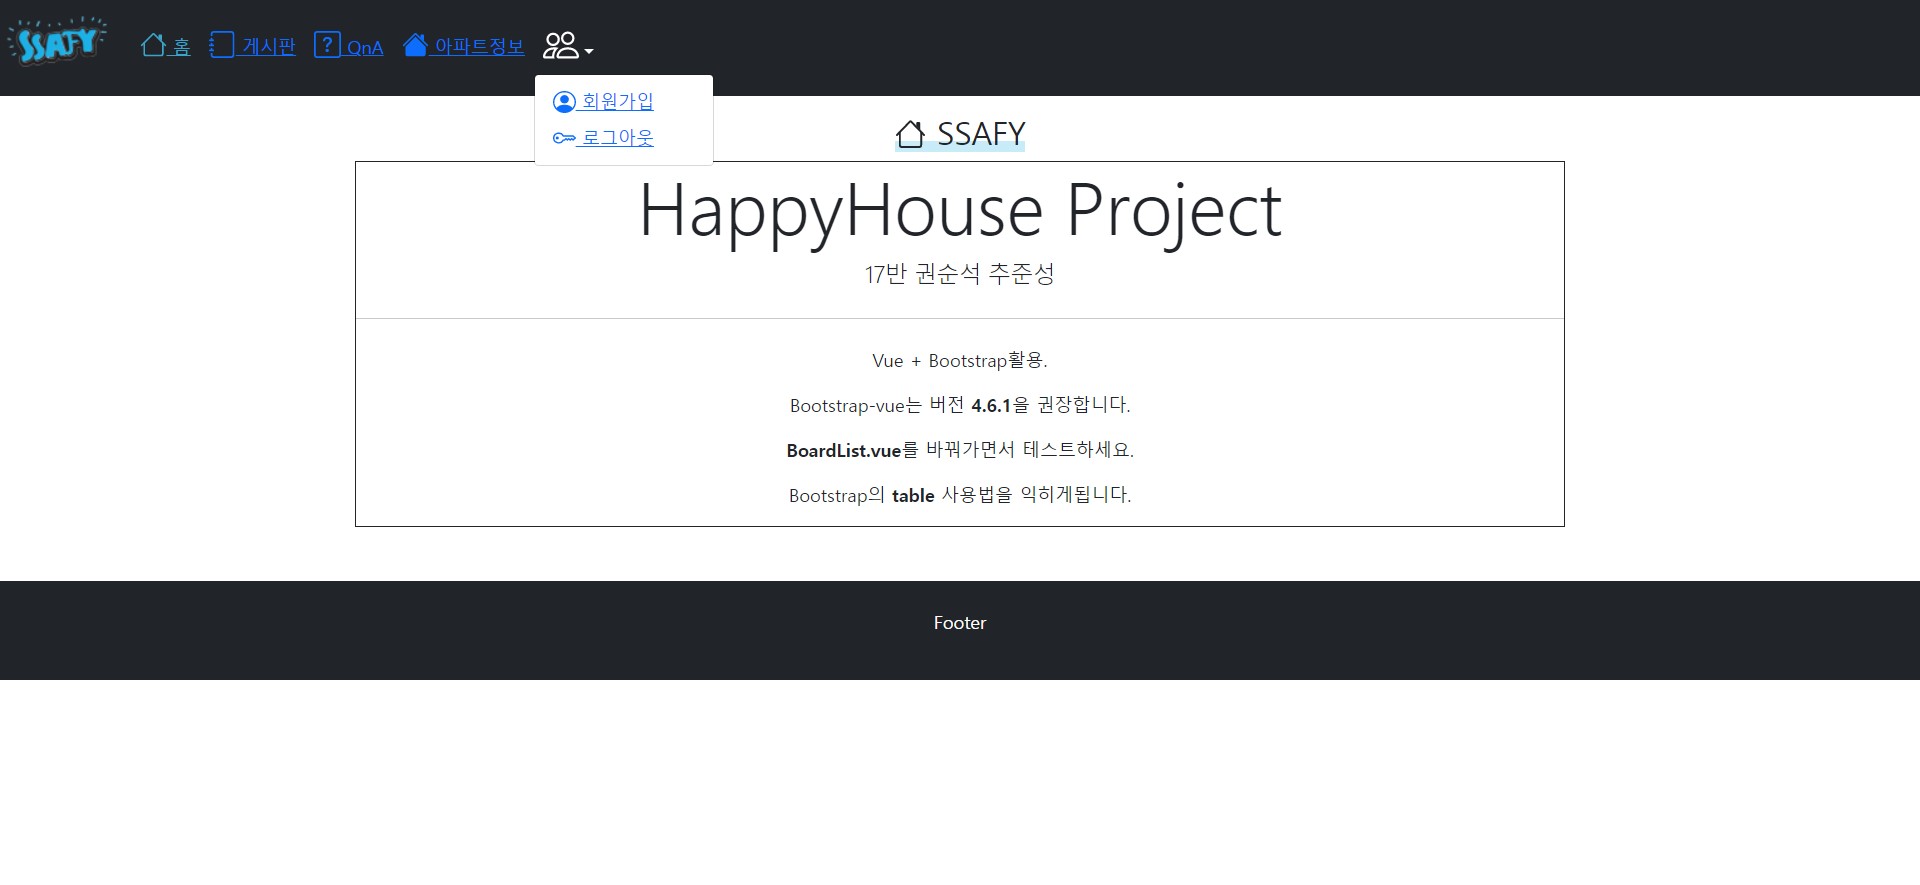 SSAFY
홈 게시판 ? QnA 아파트정보
회원가입
로그아웃
SSAFY
HappyHouse Project
17반 권순석 추준성
Vue + Bootstrap활용.
Bootstrap-vue는 버전 4.6.1을 권장합니다.
BoardList.vue를 바꿔가면서 테스트하세요.
Bootstrap의 table 사용법을 익히게됩니다.
Footer